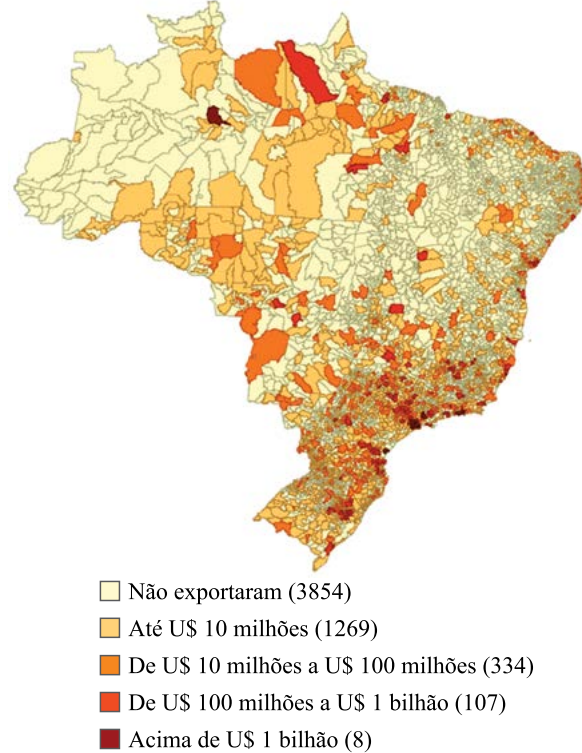 Não exportaram (3854)
Até U$ 10 milhões (1269)
De U$ 10 milhões a U$ 100 milhões (334)
De U$ 100 milhões a U$ 1 bilhão (107)
Acima de U$ 1 bilhão (8)